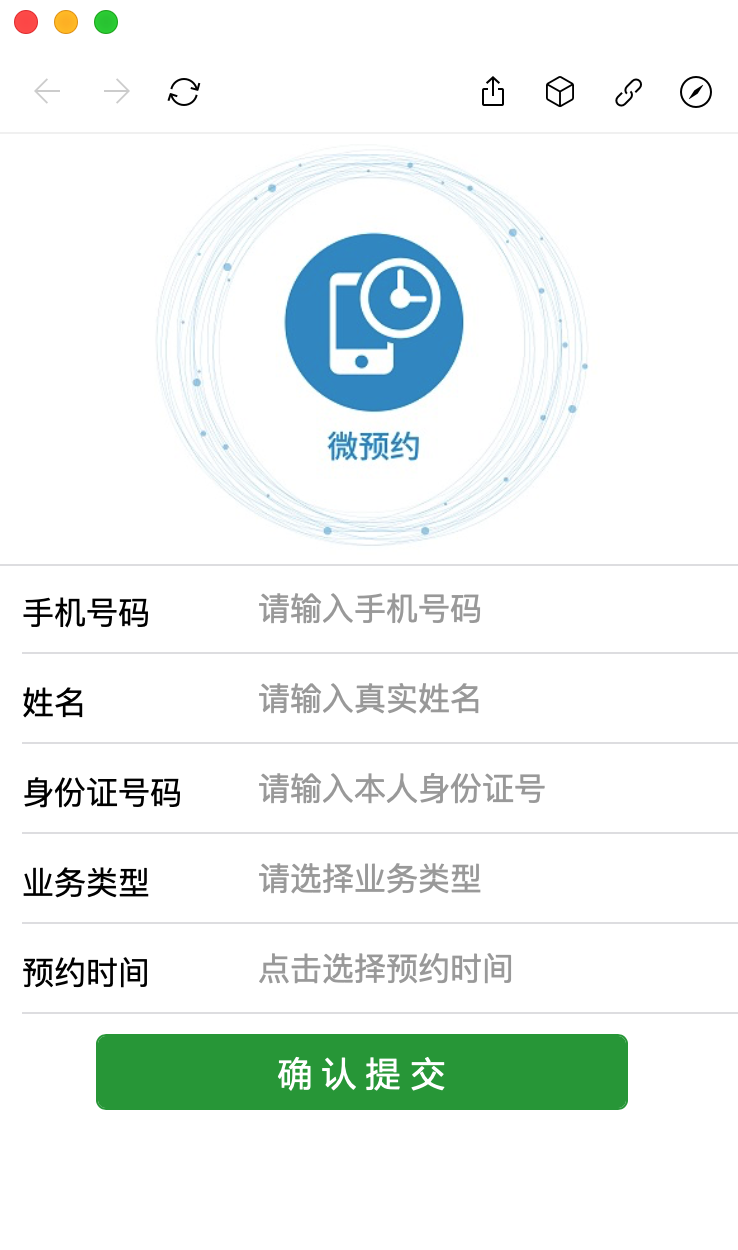 微预约
手机号码 请输入手机号码
姓名 请输入真实姓名
身份证号码 请输入本人身份证号
业务类型 请选择业务类型
预约时间 点击选择预约时间
确认提交